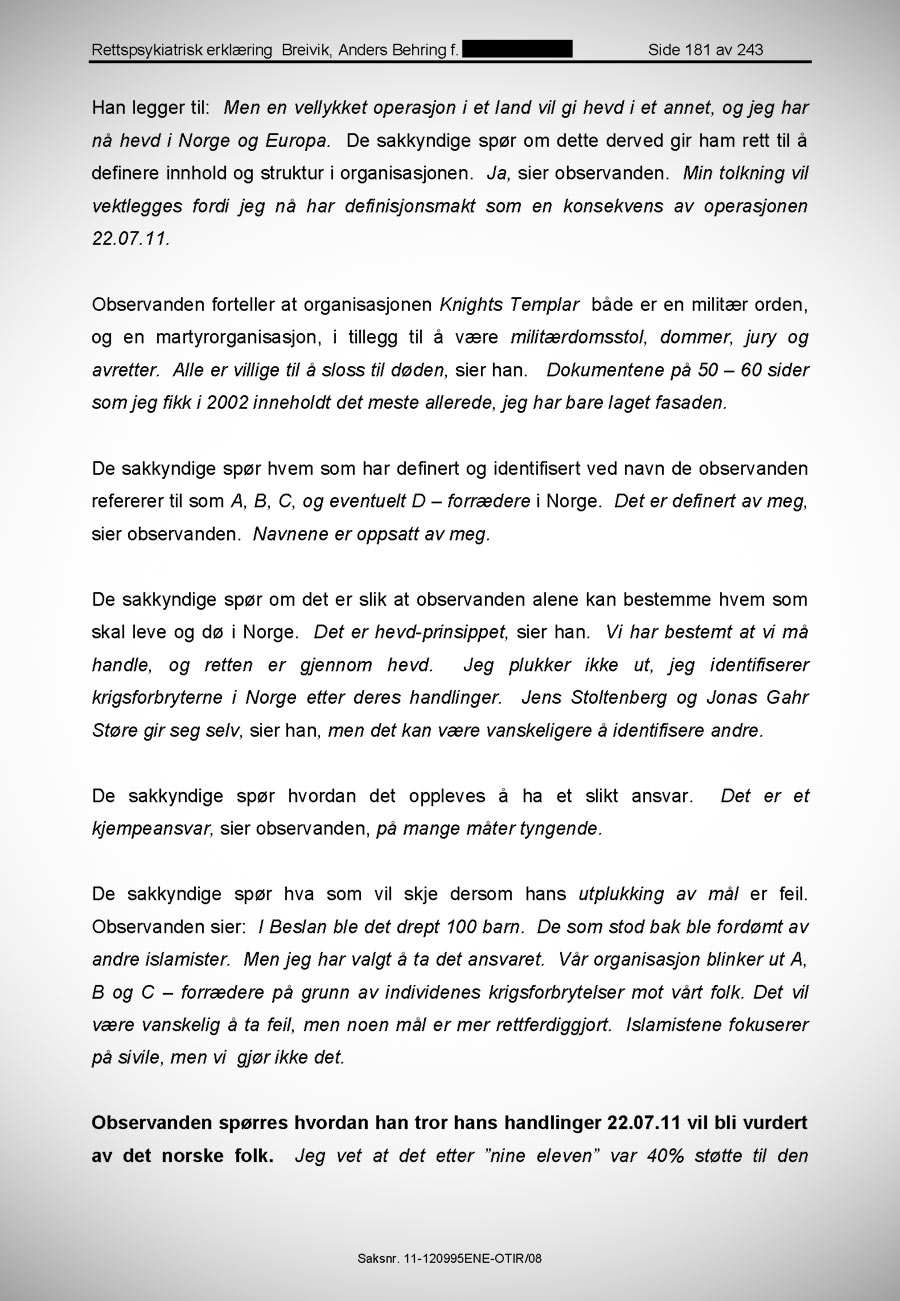 Rettspsykiatrisk erklæring Breivik, Anders Behring f. Side 181 av 243
Han legger til: Men en vellykket operasjon i et land vil gi hevd i et annet, og jeg har
nå hevd i Norge og Europa. De sakkyndige spør om dette derved gir ham rett til å
definere innhold og struktur i organisasjonen. Ja, sier observanden. Min tolkning vil
vektlegges fordi jeg nå har definisjonsmakt som en konsekvens av operasjonen
22.07.11.
Observanden forteller at organisasjonen Knights Templar både er en militær orden,
og en martyrorganisasjon, i tillegg til å være militærdomsstol, dommer, jury og
avretter. Alle er villige til å sloss til døden, sier han. Dokumentene på 50 – 60 sider
som jeg fikk i 2002 inneholdt det meste allerede, jeg har bare laget fasaden.
De sakkyndige spør hvem som har definert og identifisert ved navn de observanden
refererer til som A, B, C, og eventuelt D – forrædere i Norge. Det er definert av meg,
sier observanden. Navnene er oppsatt av meg.
De sakkyndige spør om det er slik at observanden alene kan bestemme hvem som
skal leve og dø i Norge. Det er hevd-prinsippet, sier han. Vi har bestemt at vi må
handle, og retten er gjennom hevd. Jeg plukker ikke ut, jeg identifiserer
krigsforbryterne i Norge etter deres handlinger. Jens Stoltenberg og Jonas Gahr
Støre gir seg selv, sier han, men det kan være vanskeligere å identifisere andre.
De sakkyndige spør hvordan det oppleves å ha et slikt ansvar. Det er et
kjempeansvar, sier observanden, på mange måter tyngende.
De sakkyndige spør hva som vil skje dersom hans utplukking av mål er feil.
Observanden sier: I Beslan ble det drept 100 barn. De som stod bak ble fordømt av
andre islamister. Men jeg har valgt å ta det ansvaret. Vår organisasjon blinker ut A,
B og C – forrædere på grunn av individenes krigsforbrytelser mot vårt folk. Det vil
være vanskelig å ta feil, men noen mål er mer rettferdiggjort. Islamistene fokuserer
på sivile, men vi gjør ikke det.
Observanden spørres hvordan han tror hans handlinger 22.07.11 vil bli vurdert
av det norske folk. Jeg vet at det etter ”nine eleven” var 40% støtte til den
Saksnr. 11-120995ENE-OTIR/08